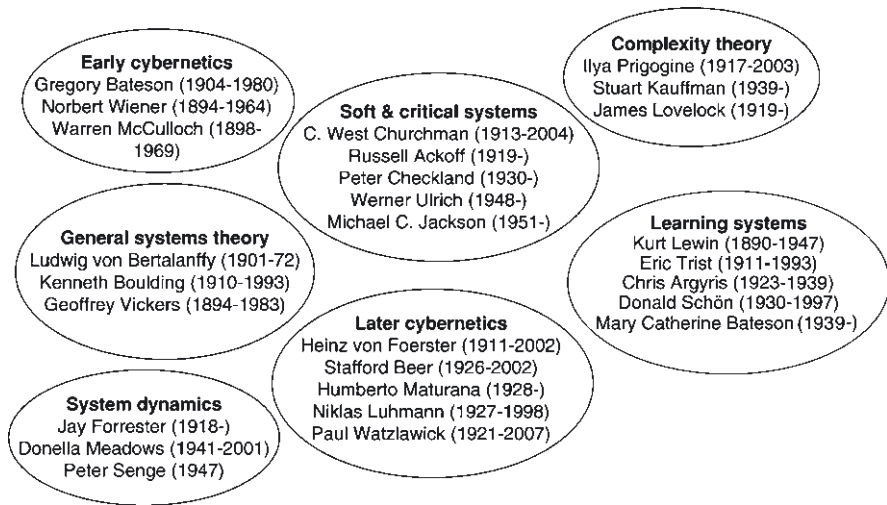 Early cybernetics
Gregory Bateson (1904-1980)
Norbert Wiener (1894-1964)
Warren McCulloch (1898-
1969)
Complexity theory
Ilya Prigogine (1917-2003)
Stuart Kauffman (1939-)
James Lovelock (1919-)
Soft & critical systems
C. West Churchman (1913-2004)
Russell Ackoff (1919-)
Peter Checkland (1930-)
Werner Ulrich (1948-)
Michael C. Jackson (1951-)
General systems theory
Ludwig von Bertalanffy (1901-72)
Kenneth Boulding (1910-1993)
Geoffrey Vickers (1894-1983)
Learning systems
Kurt Lewin (1890-1947)
Eric Trist (1911-1993)
Chris Argyris (1923-1939)
Donald Schön (1930-1997)
Mary Catherine Bateson (1939-)
Later cybernetics
Heinz von Foerster (1911-2002)
Stafford Beer (1926-2002)
Humberto Maturana (1928-)
Niklas Luhmann (1927-1998)
Paul Watzlawick (1921-2007)
System dynamics
Jay Forrester (1918-)
Donella Meadows (1941-2001)
Peter Senge (1947)